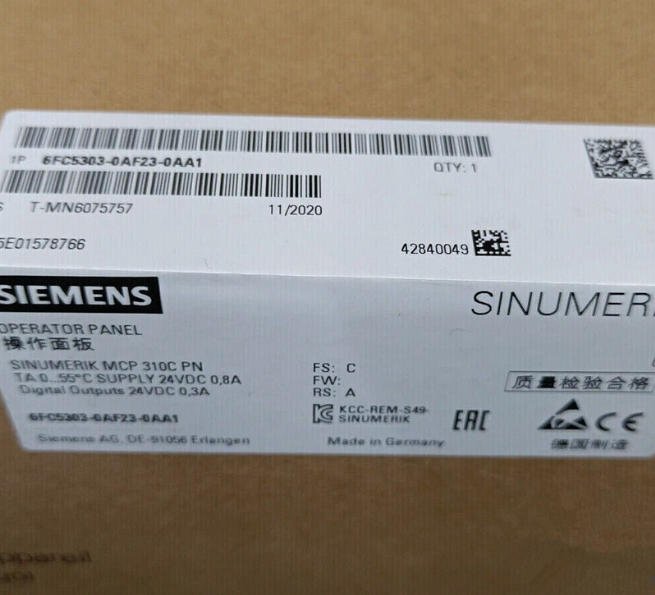 1P 6FC5303-0AF23-0AA1 QTY: 1
S T-MN6075757 11/2020
5E01578766 42840049
SIEMENS SINUMERI
OPERATOR PANEL
操作面板
SINUMERIK MCP 310C PN FS: C
TA 0...55°C SUPPLY 24VDC 0,8A FW:
Digital Outputs 24VDC 0,3A RS: A
质量检验合格
6FC5303-0AF23-0AA1 KCC-REM-S49-
SINUMERIK
EAC CE
Siemens AG, DE-91056 Erlangen Made in Germany 德国制造